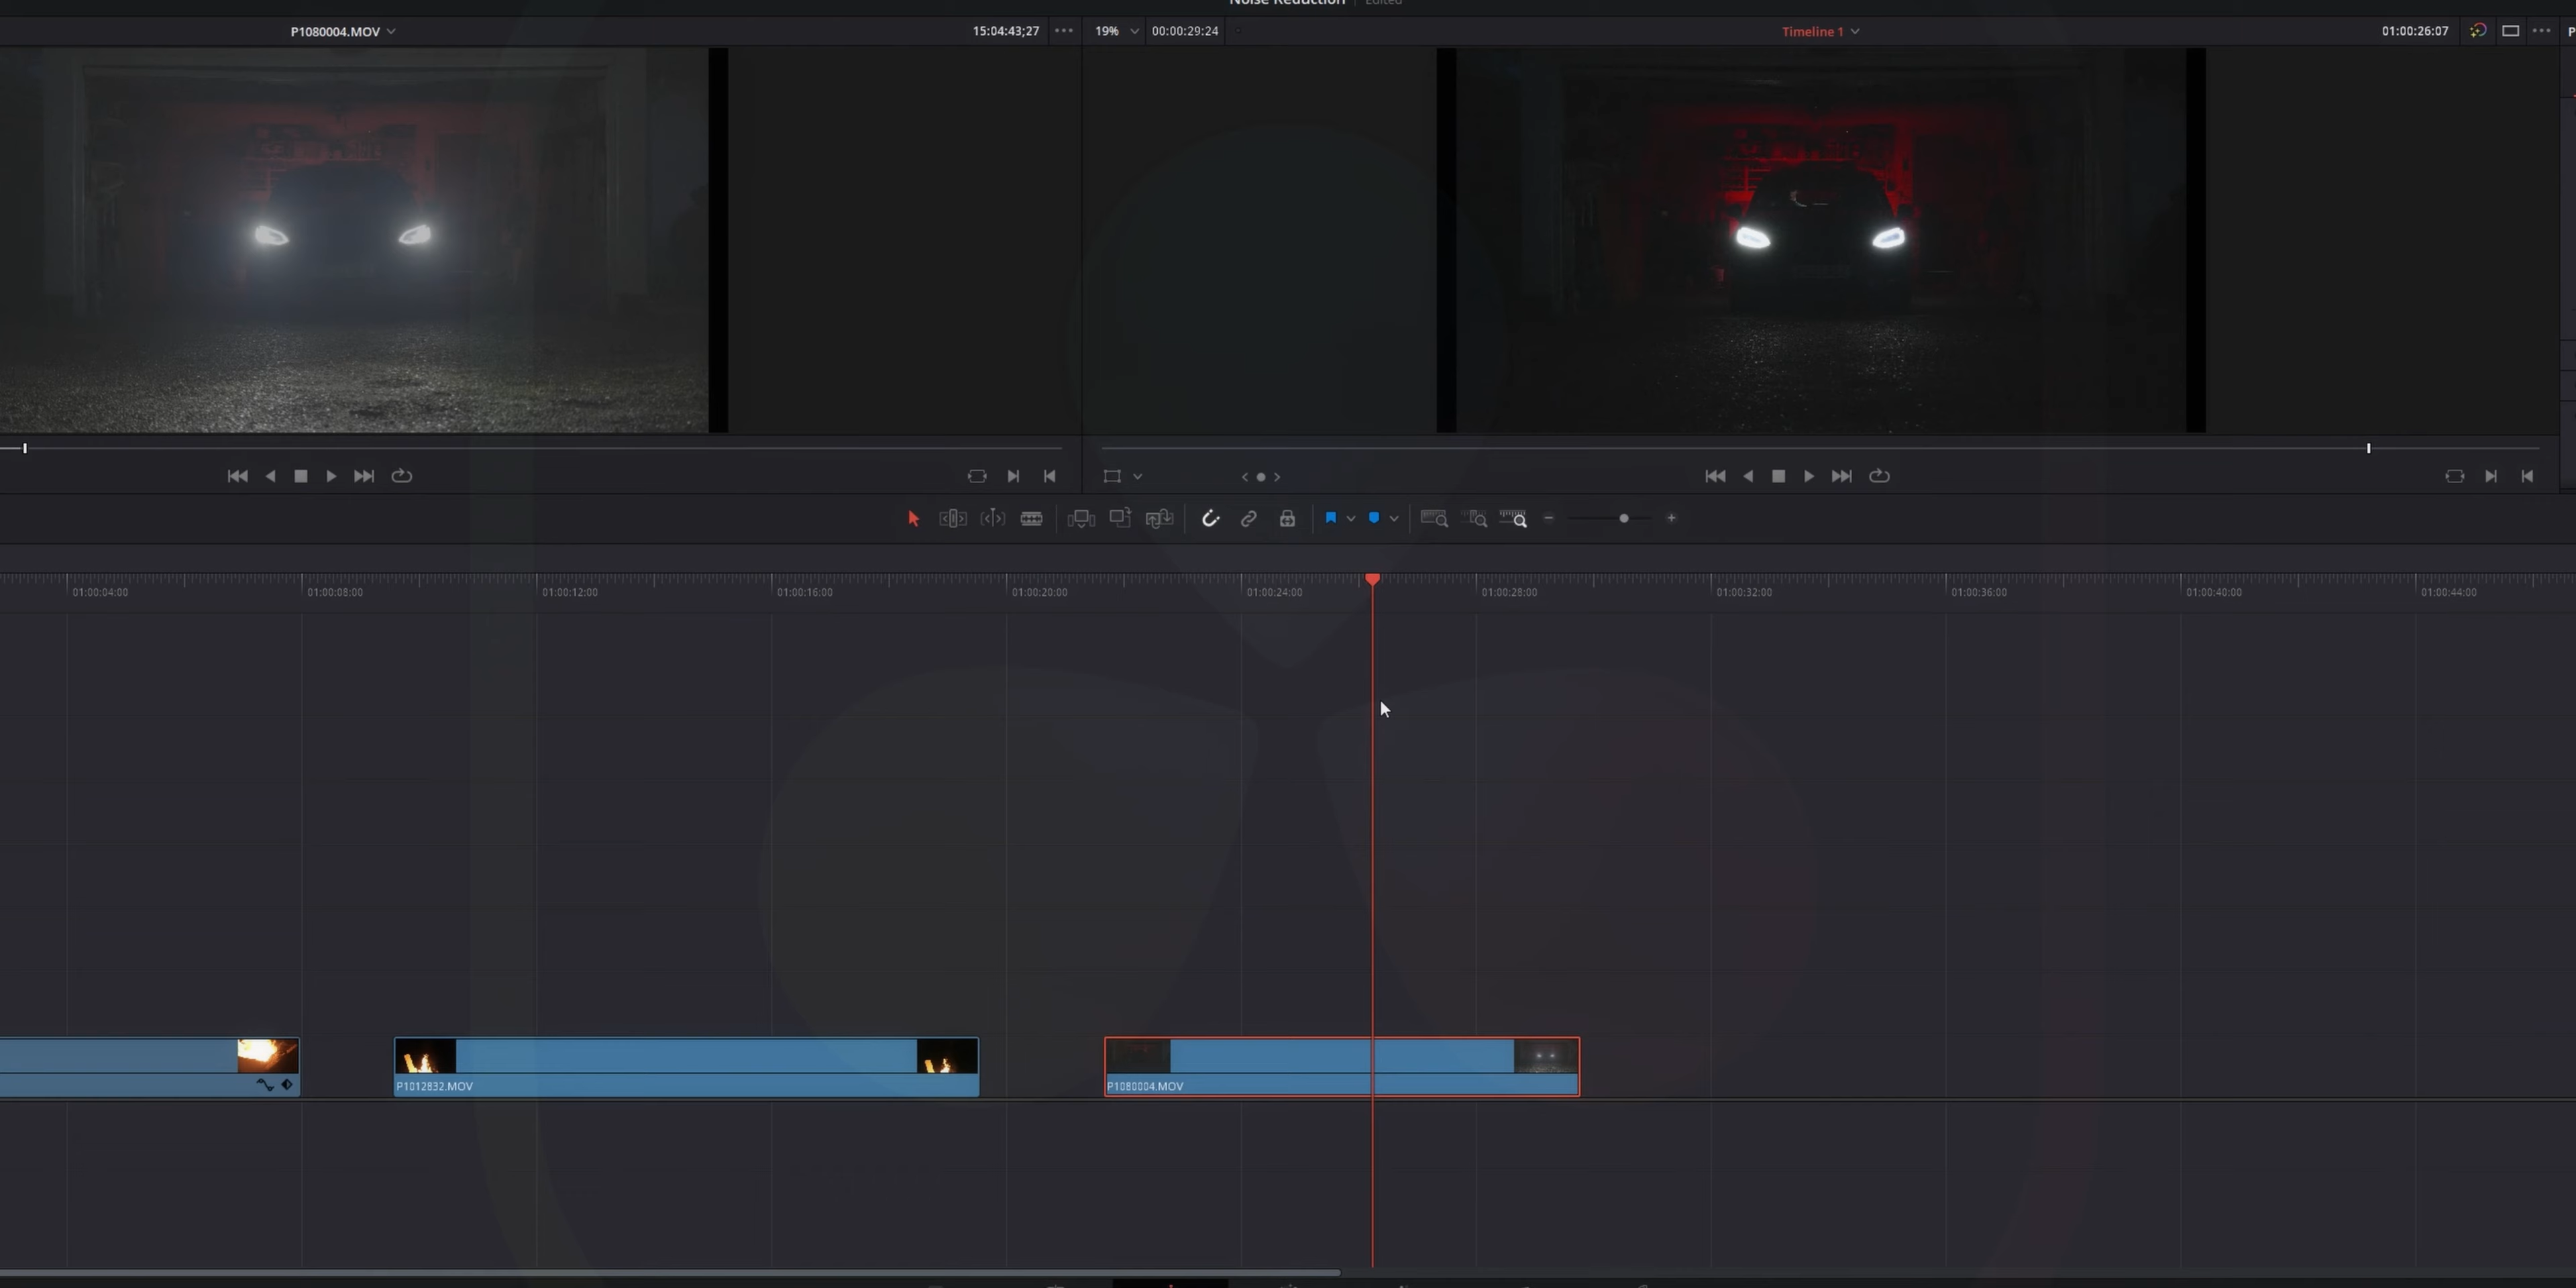 Noise Reduction Edited
P1080004.MOV 15:04:43;27 19% 00:00:29:24 Timeline 1 01:00:26:07
01:00:04:00 01:00:08:00 01:00:12:00 01:00:16:00 01:00:20:00 01:00:24:00 01:00:28:00 01:00:32:00 01:00:36:00 01:00:40:00 01:00:44:00
P1012832.MOV P1080004.MOV